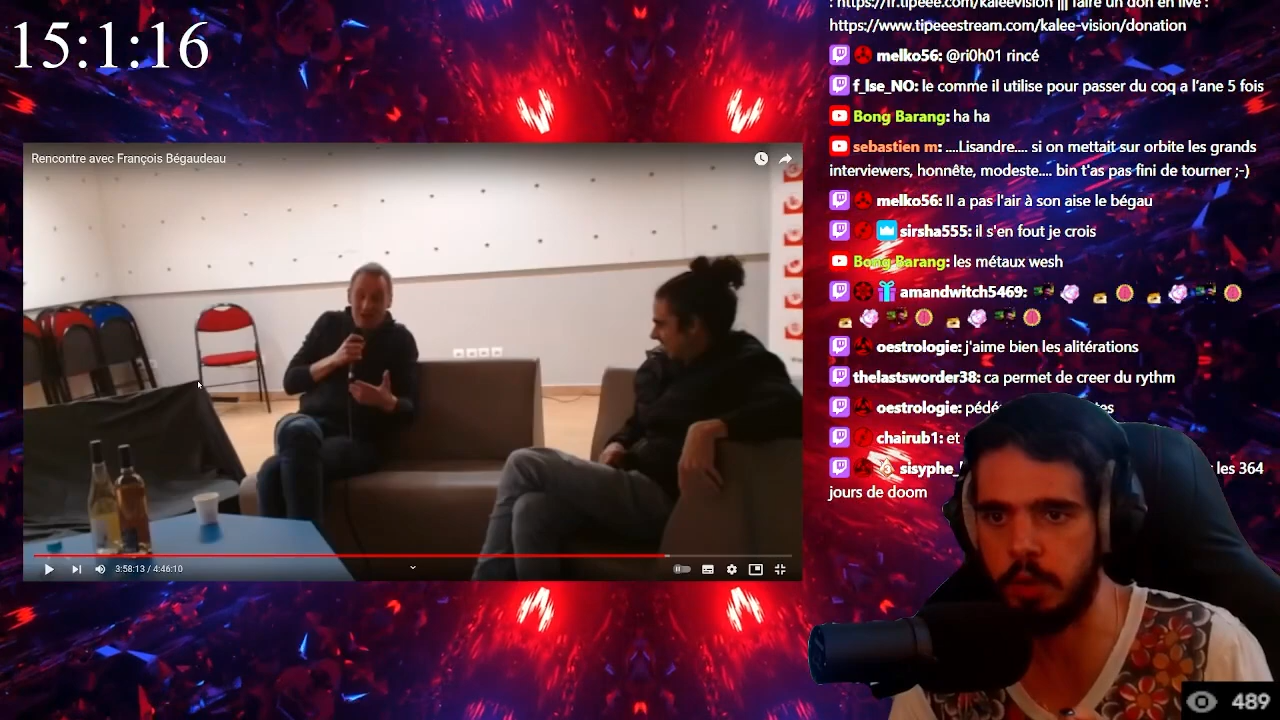 15:1:16
Rencontre avec François Bégaudeau
3:58:13 / 4:46:10
: https://fr.tipeee.com/kaleevision ||| faire un don en live :
https://www.tipeeestream.com/kalee-vision/donation
melko56: @ri0h01 rincé
f_lse_NO: le comme il utilise pour passer du coq a l'ane 5 fois
Bong Barang: ha ha
sebastien m: ....Lisandre.... si on mettait sur orbite les grands
interviewers, honnête, modeste.... bin t'as pas fini de tourner ;-)
melko56: Il a pas l'air à son aise le bégau
sirsha555: il s'en fout je crois
Bong Barang: les métaux wesh
amandwitch5469:
oestrologie: j'aime bien les alitérations
thelastsworder38: ca permet de creer du rythm
oestrologie:
chairub1: et
les 364
jours de doom
489